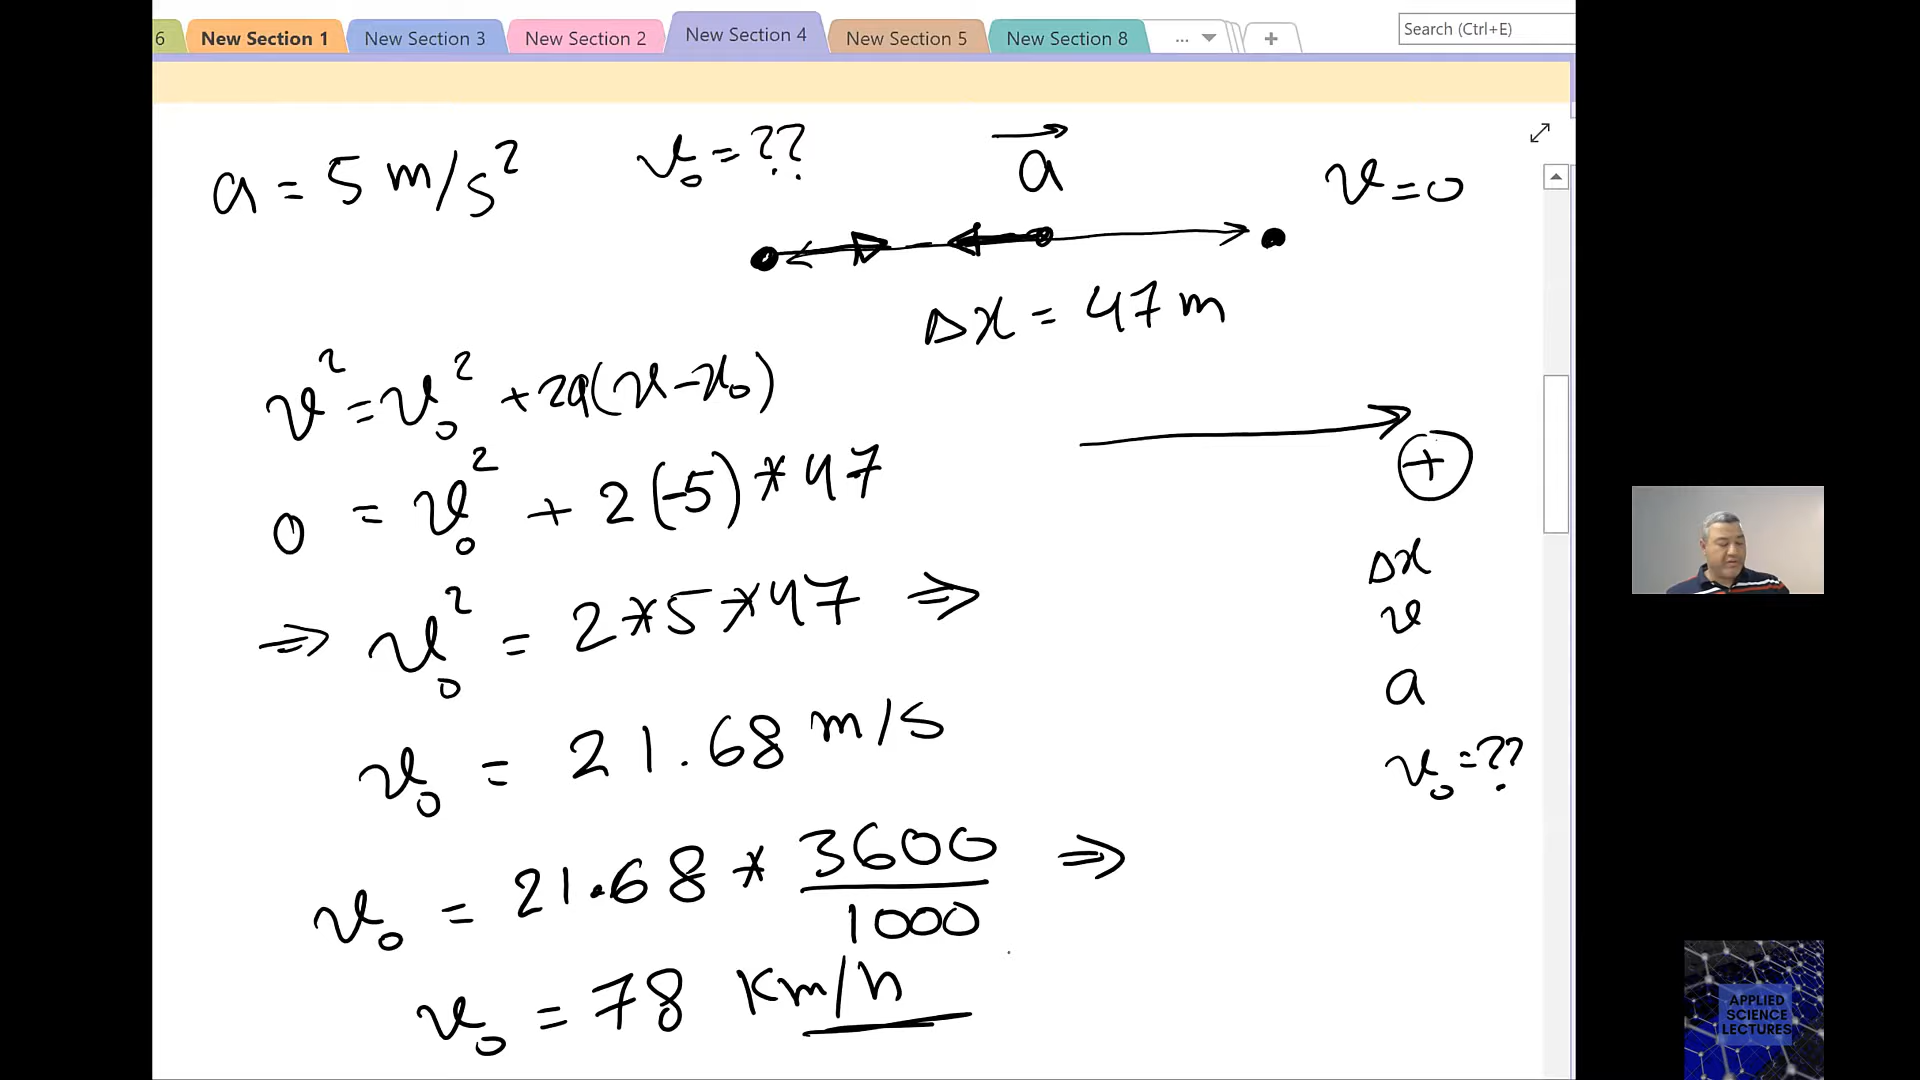 6 New Section 1 New Section 3 New Section 2 New Section 4 New Section 5 New Section 8 ... + Search (Ctrl+E)
a = 5 m/s² v₀ = ?? a v = 0
Δx = 47 m
v² = v₀² + 2a(x − x₀)
+
0 = v₀² + 2(-5) * 47
Δx
v
⇒ v₀² = 2*5*47 ⇒
a
v₀ = 21.68 m/s
v₀ = ??
v₀ = 21.68 * 3600/1000 ⇒
v₀ = 78 Km/h
APPLIED
SCIENCE
LECTURES